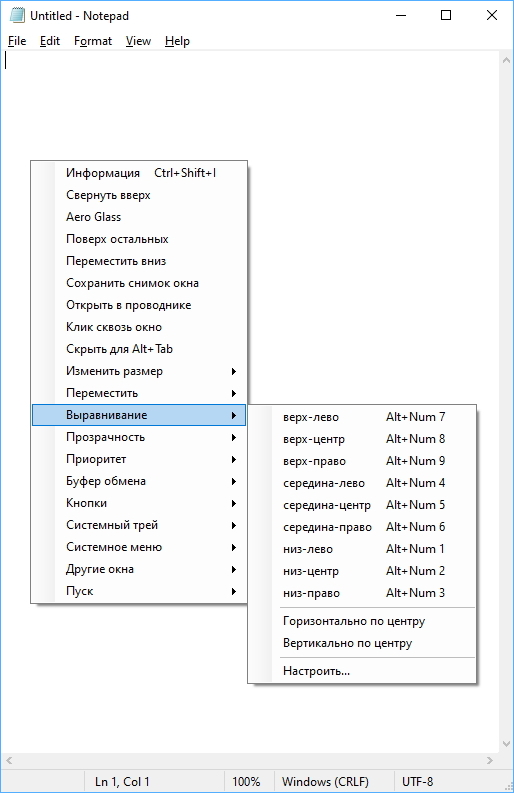 Untitled - Notepad
File Edit Format View Help
Информация Ctrl+Shift+I
Свернуть вверх
Aero Glass
Поверх остальных
Переместить вниз
Сохранить снимок окна
Открыть в проводнике
Клик сквозь окно
Скрыть для Alt+Tab
Изменить размер
Переместить
Выравнивание
Прозрачность
Приоритет
Буфер обмена
Кнопки
Системный трей
Системное меню
Другие окна
Пуск
верх-лево Alt+Num 7
верх-центр Alt+Num 8
верх-право Alt+Num 9
середина-лево Alt+Num 4
середина-центр Alt+Num 5
середина-право Alt+Num 6
низ-лево Alt+Num 1
низ-центр Alt+Num 2
низ-право Alt+Num 3
Горизонтально по центру
Вертикально по центру
Настроить...
Ln 1, Col 1 100% Windows (CRLF) UTF-8